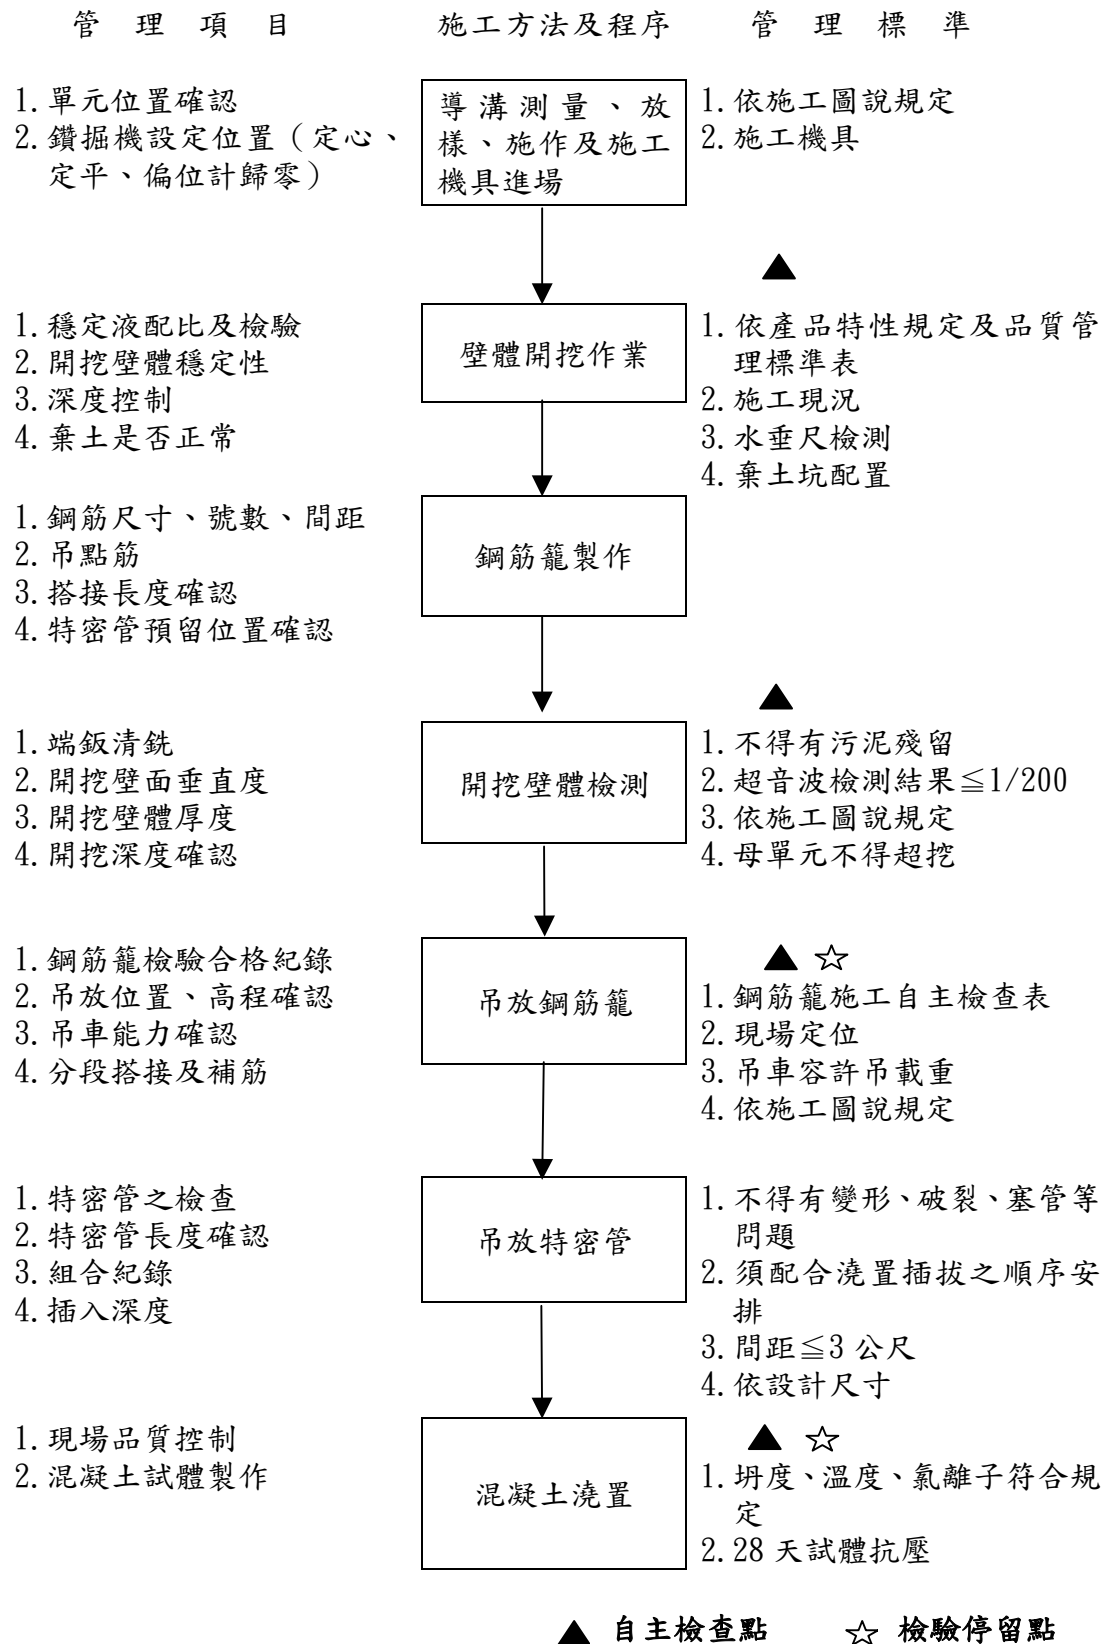 管理項目
施工方法及程序
管理標準
1.單元位置確認
2.鑽掘機設定位置（定心、
定平、偏位計歸零）
導溝測量、放
樣、施作及施工
機具進場
1.依施工圖說規定
2.施工機具
▲
1.穩定液配比及檢驗
2.開挖壁體穩定性
3.深度控制
4.棄土是否正常
壁體開挖作業
1.依產品特性規定及品質管
理標準表
2.施工現況
3.水垂尺檢測
4.棄土坑配置
1.鋼筋尺寸、號數、間距
2.吊點筋
3.搭接長度確認
4.特密管預留位置確認
鋼筋籠製作
▲
1.端鈑清銑
2.開挖壁面垂直度
3.開挖壁體厚度
4.開挖深度確認
開挖壁體檢測
1.不得有污泥殘留
2.超音波檢測結果≦1/200
3.依施工圖說規定
4.母單元不得超挖
1.鋼筋籠檢驗合格紀錄
2.吊放位置、高程確認
3.吊車能力確認
4.分段搭接及補筋
吊放鋼筋籠
▲☆
1.鋼筋籠施工自主檢查表
2.現場定位
3.吊車容許吊載重
4.依施工圖說規定
1.特密管之檢查
2.特密管長度確認
3.組合紀錄
4.插入深度
吊放特密管
1.不得有變形、破裂、塞管等
問題
2.須配合澆置插拔之順序安
排
3.間距≦3公尺
4.依設計尺寸
1.現場品質控制
2.混凝土試體製作
混凝土澆置
▲☆
1.坍度、溫度、氯離子符合規
定
2.28天試體抗壓
▲ 自主檢查點 ☆ 檢驗停留點